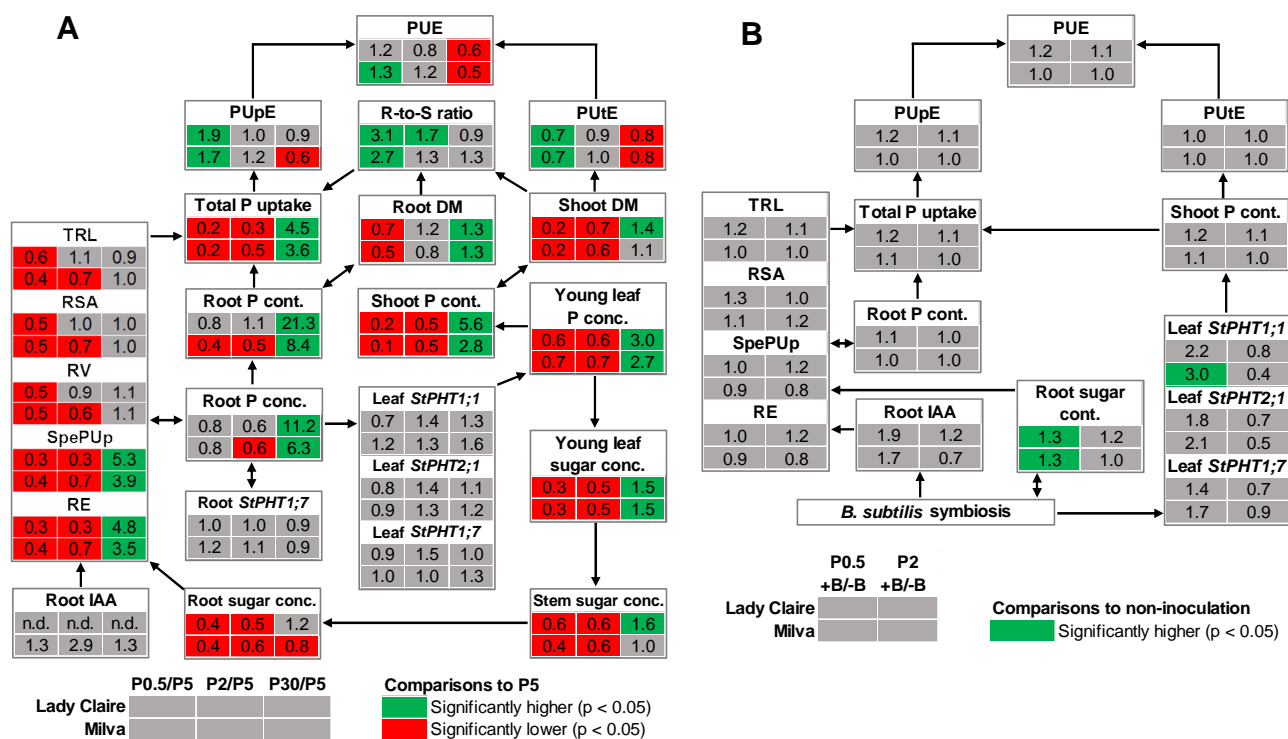 A
PUE
1.2 0.8 0.6
1.3 1.2 0.5
PUpE
1.9 1.0 0.9
1.7 1.2 0.6
R-to-S ratio
3.1 1.7 0.9
2.7 1.3 1.3
PUtE
0.7 0.9 0.8
0.7 1.0 0.8
Total P uptake
0.2 0.3 4.5
0.2 0.5 3.6
Root DM
0.7 1.2 1.3
0.5 0.8 1.3
Shoot DM
0.2 0.7 1.4
0.2 0.6 1.1
TRL
0.6 1.1 0.9
0.4 0.7 1.0
RSA
0.5 1.0 1.0
0.5 0.7 1.0
RV
0.5 0.9 1.1
0.5 0.6 1.1
SpePUp
0.3 0.3 5.3
0.4 0.7 3.9
RE
0.3 0.3 4.8
0.4 0.7 3.5
Root P cont.
0.8 1.1 21.3
0.4 0.5 8.4
Shoot P cont.
0.2 0.5 5.6
0.1 0.5 2.8
Young leaf
P conc.
0.6 0.6 3.0
0.7 0.7 2.7
Root P conc.
0.8 0.6 11.2
0.8 0.6 6.3
Leaf StPHT1;1
0.7 1.4 1.3
1.2 1.3 1.6
Leaf StPHT2;1
0.8 1.4 1.1
0.9 1.3 1.2
Leaf StPHT1;7
0.9 1.5 1.0
1.0 1.0 1.3
Young leaf
sugar conc.
0.3 0.5 1.5
0.3 0.5 1.5
Root StPHT1;7
1.0 1.0 0.9
1.2 1.1 0.9
Root IAA
n.d. n.d. n.d.
1.3 2.9 1.3
Root sugar conc.
0.4 0.5 1.2
0.4 0.6 0.8
Stem sugar conc.
0.6 0.6 1.6
0.4 0.6 1.0
P0.5/P5 P2/P5 P30/P5
Lady Claire
Milva
Comparisons to P5
Significantly higher (p < 0.05)
Significantly lower (p < 0.05)
B
PUE
1.2 1.1
1.0 1.0
PUpE
1.2 1.1
1.0 1.0
PUtE
1.0 1.0
1.0 1.0
TRL
1.2 1.1
1.0 1.0
RSA
1.3 1.0
1.1 1.2
SpePUp
1.0 1.2
0.9 0.8
RE
1.0 1.2
0.9 0.8
Total P uptake
1.2 1.1
1.1 1.0
Shoot P cont.
1.2 1.1
1.1 1.0
Root P cont.
1.1 1.0
1.0 1.0
Leaf StPHT1;1
2.2 0.8
3.0 0.4
Leaf StPHT2;1
1.8 0.7
2.1 0.5
Leaf StPHT1;7
1.4 0.7
1.7 0.9
Root IAA
1.9 1.2
1.7 0.7
Root sugar
cont.
1.3 1.2
1.3 1.0
B. subtilis symbiosis
P0.5 P2
+B/-B +B/-B
Lady Claire
Milva
Comparisons to non-inoculation
Significantly higher (p < 0.05)